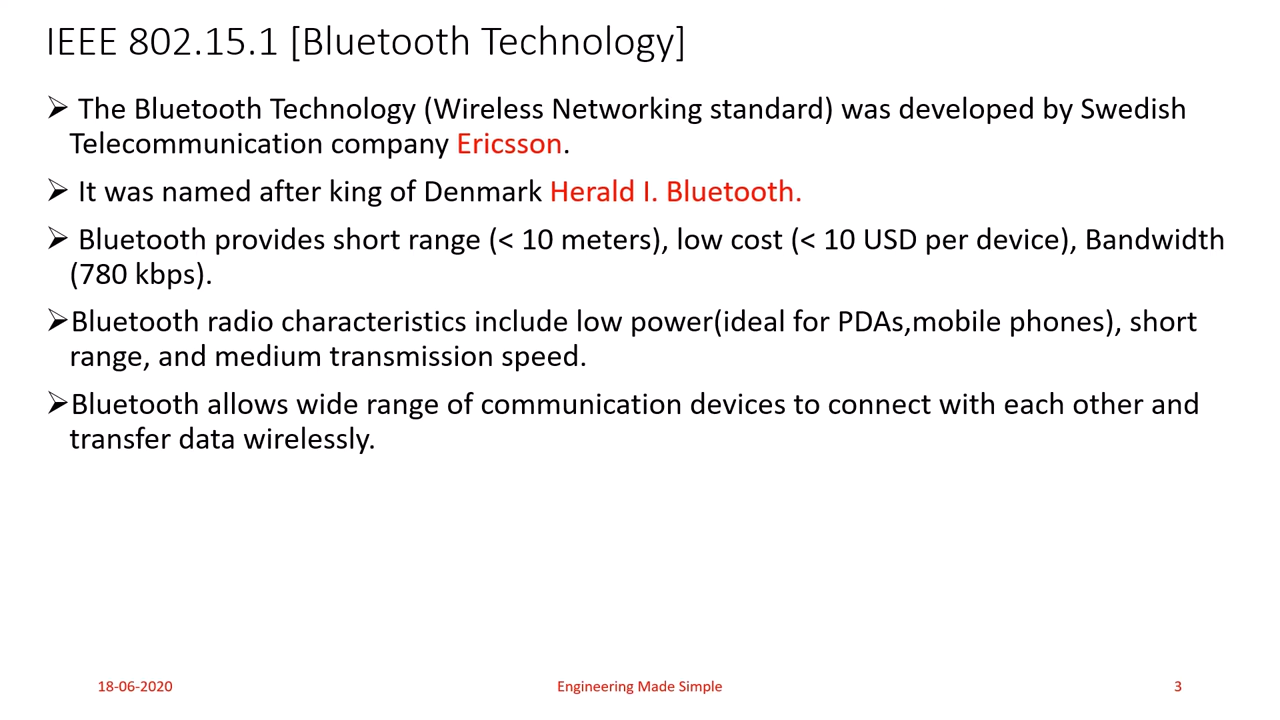 IEEE 802.15.1 [Bluetooth Technology]
➢ The Bluetooth Technology (Wireless Networking standard) was developed by Swedish
Telecommunication company Ericsson.
➢ It was named after king of Denmark Herald I. Bluetooth.
➢ Bluetooth provides short range (< 10 meters), low cost (< 10 USD per device), Bandwidth
(780 kbps).
➢Bluetooth radio characteristics include low power(ideal for PDAs,mobile phones), short
range, and medium transmission speed.
➢Bluetooth allows wide range of communication devices to connect with each other and
transfer data wirelessly.
18-06-2020 Engineering Made Simple 3